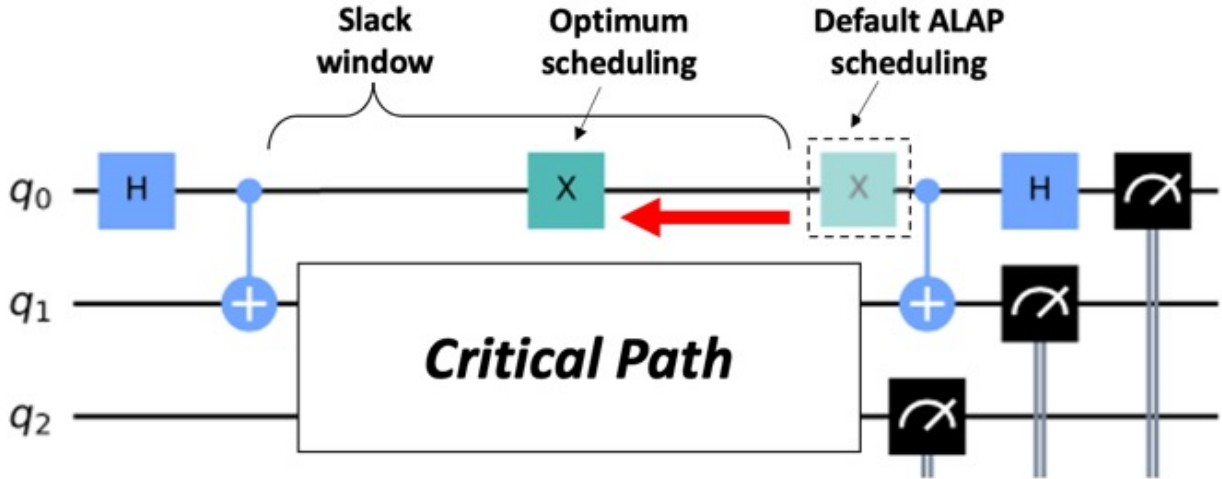 Slack
window
Optimum
scheduling
Default ALAP
scheduling
q0 H X X H
q1
Critical Path
q2